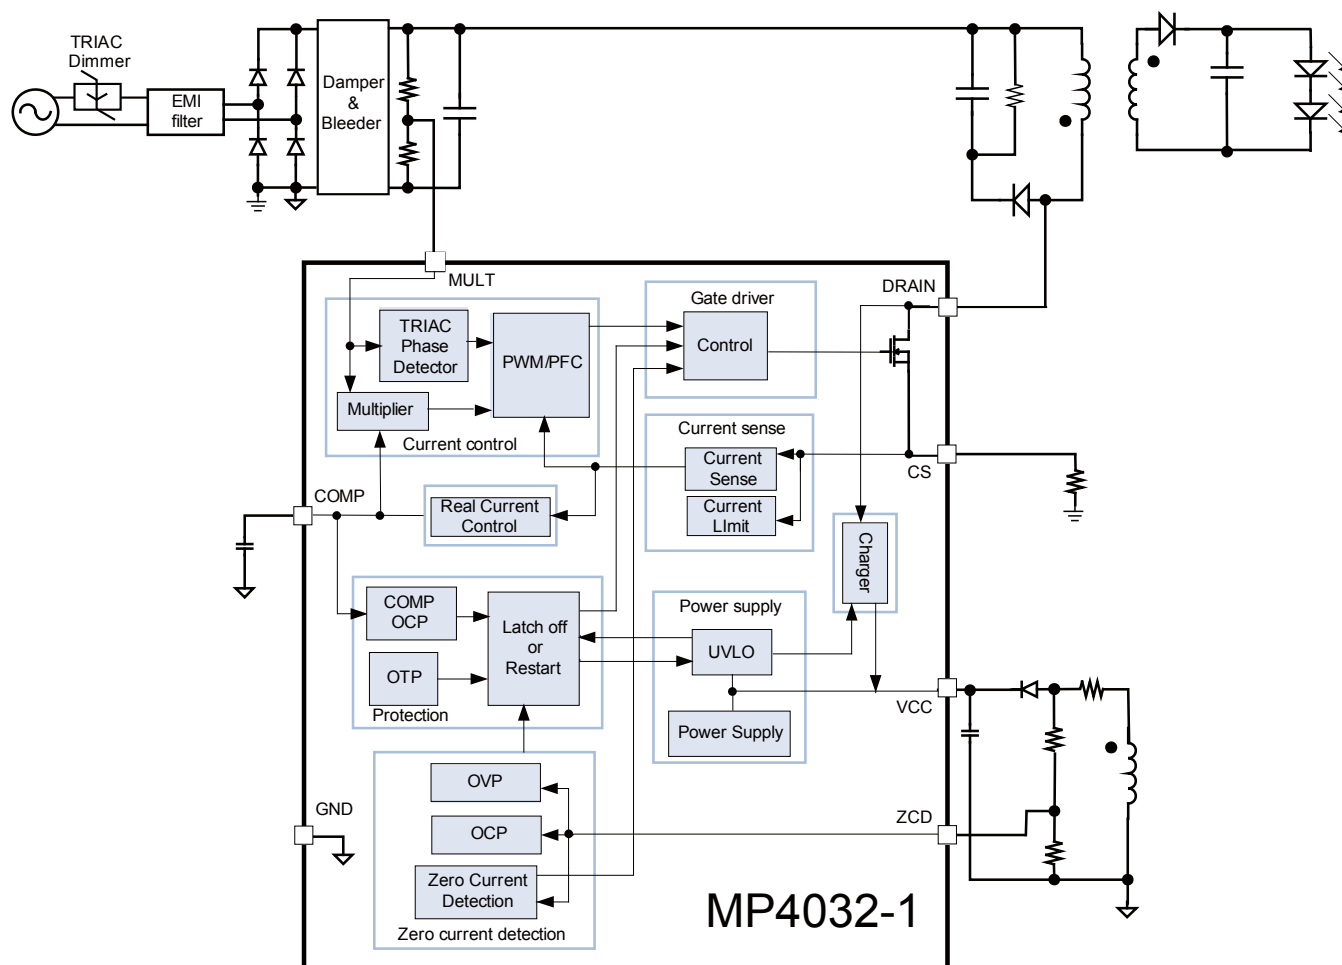 TRIAC
Dimmer
EMI
filter
Damper
&
Bleeder
MULT
DRAIN
Gate driver
TRIAC
Phase
Detector
PWM/PFC
Control
Multiplier
Current control
Current sense
Current
Sense
CS
COMP
Real Current
Control
Current
LImit
Charger
COMP
OCP
Latch off
or
Restart
Power supply
UVLO
OTP
Protection
VCC
Power Supply
OVP
GND
ZCD
OCP
Zero Current
Detection
Zero current detection
MP4032-1